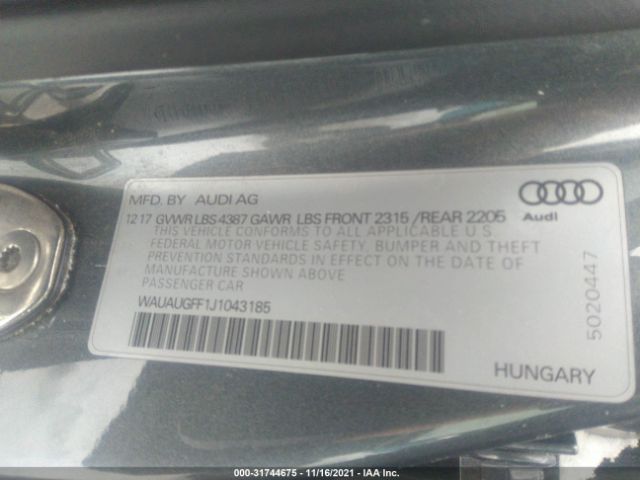 MFD. BY AUDI AG
12 17 GVWR LBS 4387 GAWR LBS FRONT 2315 /REAR 2205
THIS VEHICLE CONFORMS TO ALL APPLICABLE U.S.
FEDERAL MOTOR VEHICLE SAFETY, BUMPER AND THEFT
PREVENTION STANDARDS IN EFFECT ON THE DATE OF
MANUFACTURE SHOWN ABOVE
PASSENGER CAR
WAUAUGFF1J1043185
Audi
5020447
HUNGARY
000-31744675 - 11/16/2021 - IAA Inc.